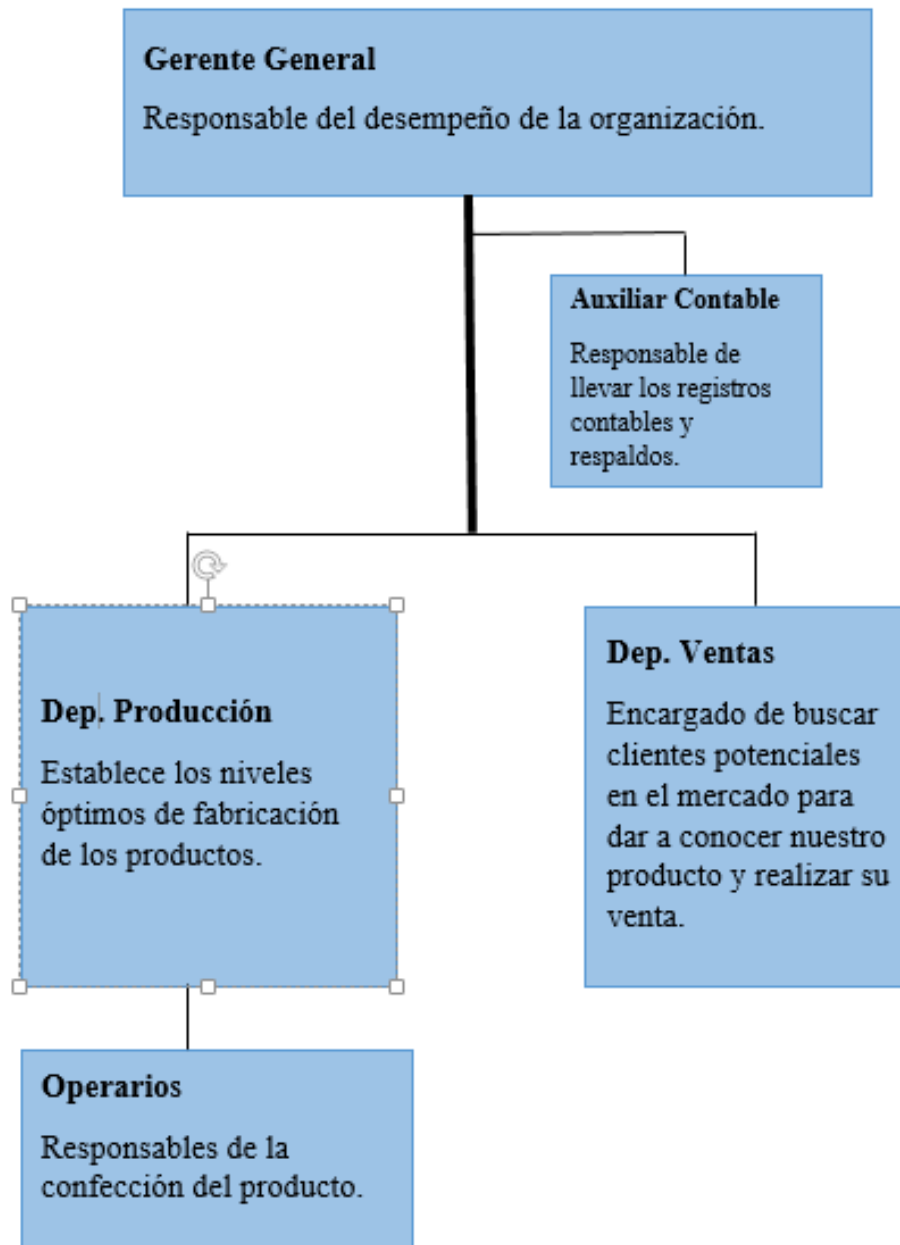 Gerente General
Responsable del desempeño de la organización.
Auxiliar Contable
Responsable de
llevar los registros
contables y
respaldos.
Dep. Producción
Establece los niveles
óptimos de fabricación
de los productos.
Dep. Ventas
Encargado de buscar
clientes potenciales
en el mercado para
dar a conocer nuestro
producto y realizar su
venta.
Operarios
Responsables de la
confección del producto.